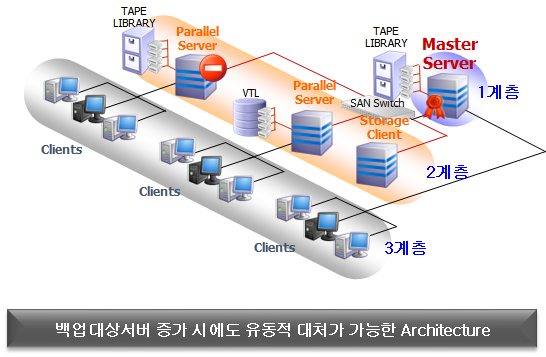 TAPE
LIBRARY
Parallel
Server
TAPE
LIBRARY
Master
Server
1계층
VTL
Parallel
Server
SAN Switch
Storage
Client
2계층
Clients
Clients
Clients
3계층
백업 대상서버 증가 시에도 유동적 대처가 가능한 Architecture